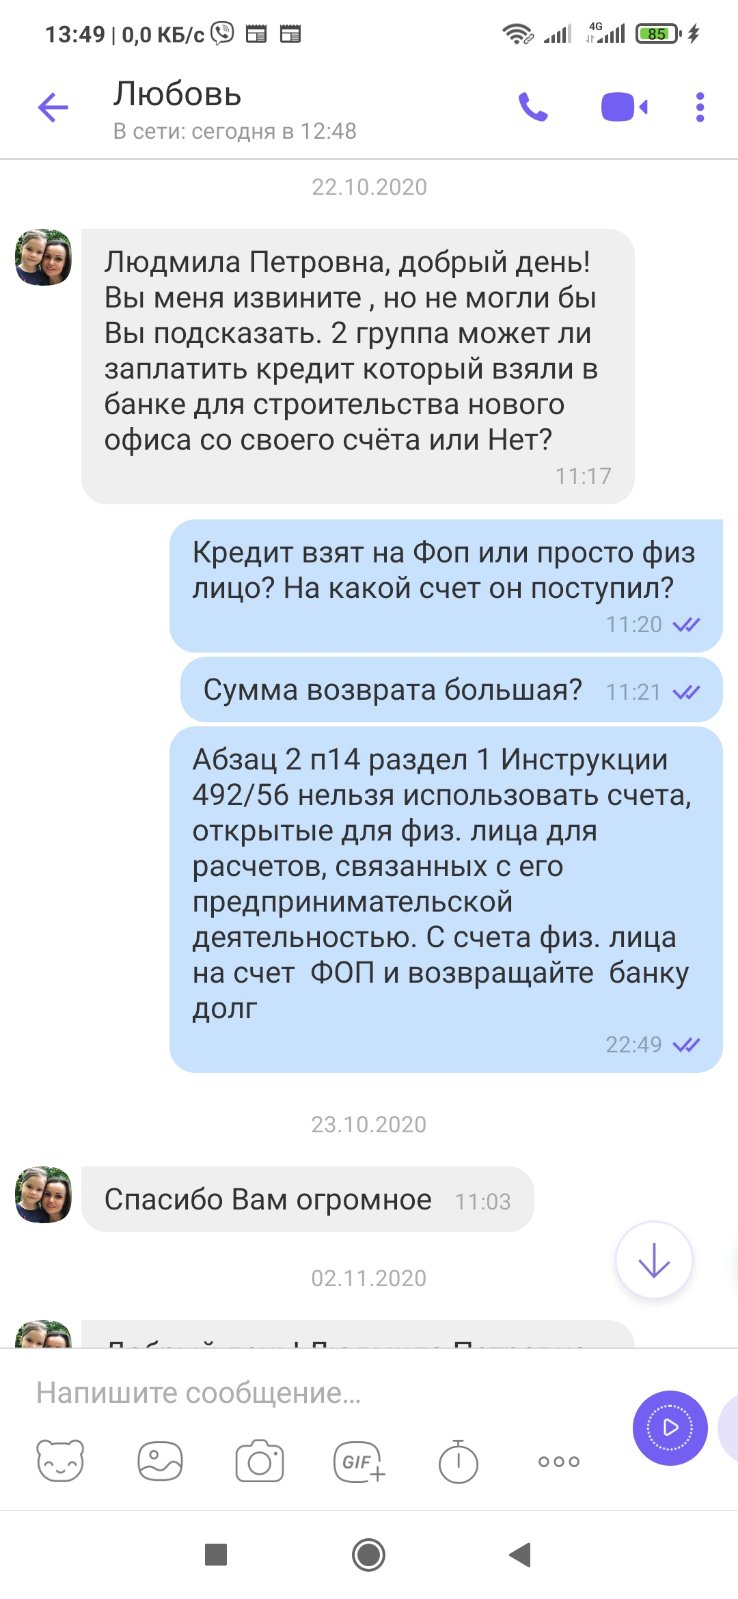 13:49 | 0,0 КБ/с
4G
85
Любовь
В сети: сегодня в 12:48
22.10.2020
Людмила Петровна, добрый день!
Вы меня извините , но не могли бы
Вы подсказать. 2 группа может ли
заплатить кредит который взяли в
банке для строительства нового
офиса со своего счёта или Нет?
11:17
Кредит взят на Фоп или просто физ
лицо? На какой счет он поступил?
11:20
Сумма возврата большая? 11:21
Абзац 2 п14 раздел 1 Инструкции
492/56 нельзя использовать счета,
открытые для физ. лица для
расчетов, связанных с его
предпринимательской
деятельностью. С счета физ. лица
на счет  ФОП и возвращайте  банку
долг
22:49
23.10.2020
Спасибо Вам огромное 11:03
02.11.2020
Добрый день! Людмила Петровна
Напишите сообщение...
GIF